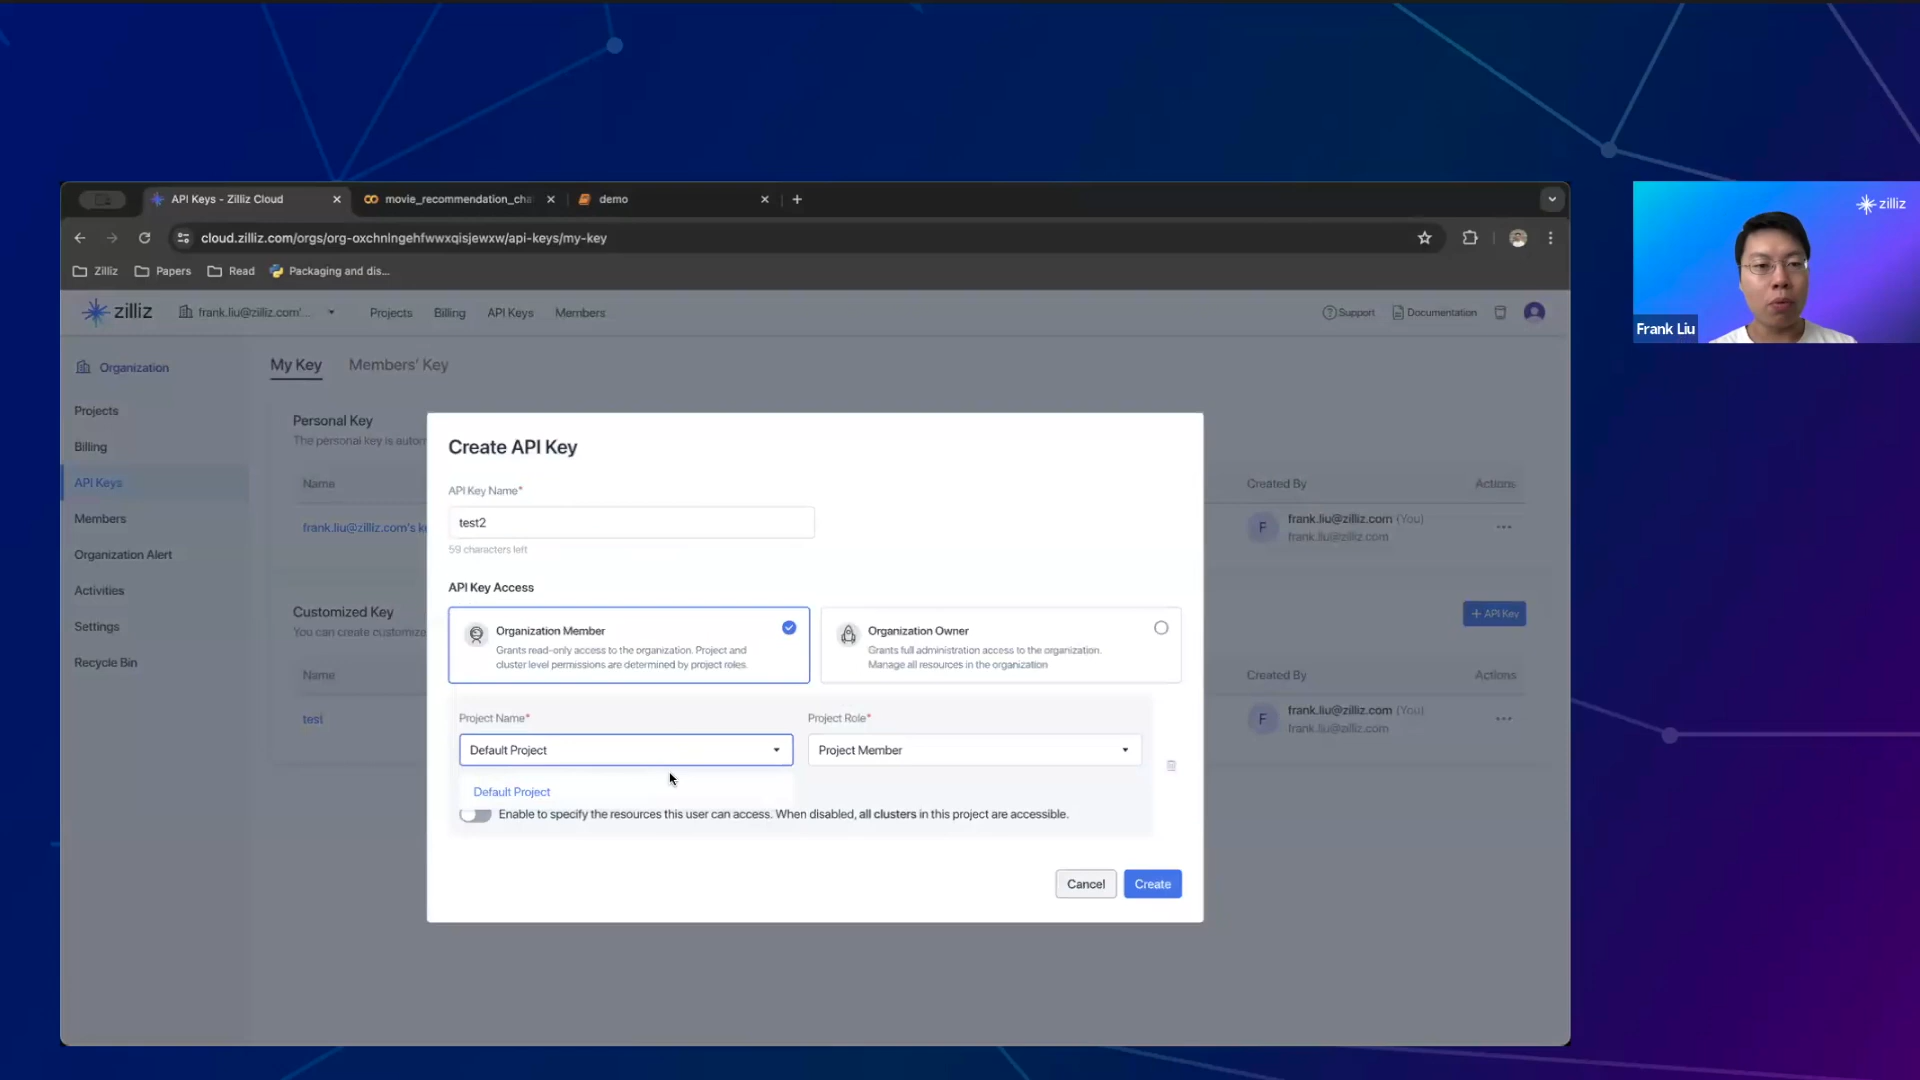 API Keys - Zilliz Cloud
movie_recommendation_cha
demo
cloud.zilliz.com/orgs/org-oxchnlngehfwwxqisjewxw/api-keys/my-key
Zilliz
Papers
Read
Packaging and dis...
zilliz
frank.liu@zilliz.com'...
Projects
Billing
API Keys
Members
Support
Documentation
zilliz
Frank Liu
Organization
Projects
Billing
API Keys
Members
Organization Alert
Activities
Settings
Recycle Bin
My Key
Members' Key
Personal Key
The personal key is autom
Name
Created By
Actions
frank.liu@zilliz.com's k
F
frank.liu@zilliz.com (You)
frank.liu@zilliz.com
Customized Key
You can create customize
+ API Key
Name
Created By
Actions
test
F
frank.liu@zilliz.com (You)
frank.liu@zilliz.com
Create API Key
API Key Name*
test2
59 characters left
API Key Access
Organization Member
Grants read-only access to the organization. Project and
cluster level permissions are determined by project roles.
Organization Owner
Grants full administration access to the organization.
Manage all resources in the organization
Project Name*
Project Role*
Default Project
Project Member
Default Project
Enable to specify the resources this user can access. When disabled, all clusters in this project are accessible.
Cancel
Create